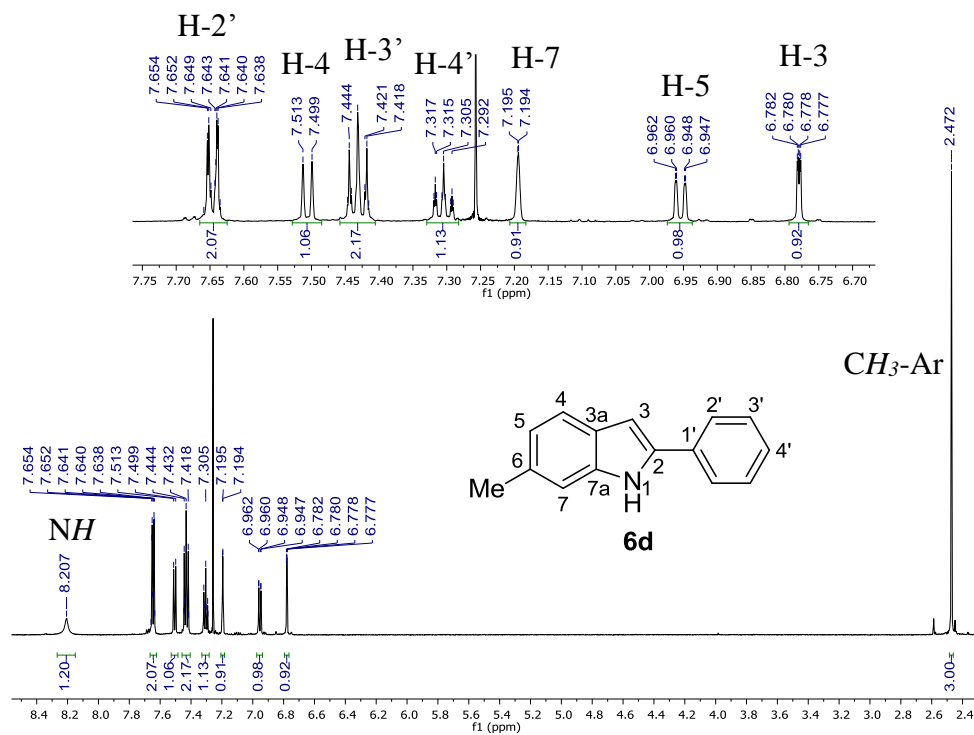 H-2' H-4 H-3' H-4' H-7 H-5 H-3
7.654 7.652 7.649 7.643 7.641 7.640 7.638 7.513 7.499 7.444 7.421 7.418 7.317 7.315 7.305 7.292 7.195 7.194 6.962 6.960 6.948 6.947 6.782 6.780 6.778 6.777
2.07 1.06 2.17 1.13 0.91 0.98 0.92
7.75 7.70 7.65 7.60 7.55 7.50 7.45 7.40 7.35 7.30 7.25 7.20 7.15 7.10 7.05 7.00 6.95 6.90 6.85 6.80 6.75 6.70
f1 (ppm)
2.472
CH3-Ar
4 3 3a 5 6 7 7a 2 1 1' 2' 3' 4'
Me
N
H
6d
7.654 7.652 7.641 7.640 7.638 7.513 7.499 7.444 7.432 7.418 7.305 7.195 7.194
6.962 6.960 6.948 6.947 6.782 6.780 6.778 6.777
NH
8.207
1.20 2.07 1.06 2.17 1.13 0.91 0.98 0.92 3.00
8.4 8.2 8.0 7.8 7.6 7.4 7.2 7.0 6.8 6.6 6.4 6.2 6.0 5.8 5.6 5.4 5.2 5.0 4.8 4.6 4.4 4.2 4.0 3.8 3.6 3.4 3.2 3.0 2.8 2.6 2.4
f1 (ppm)